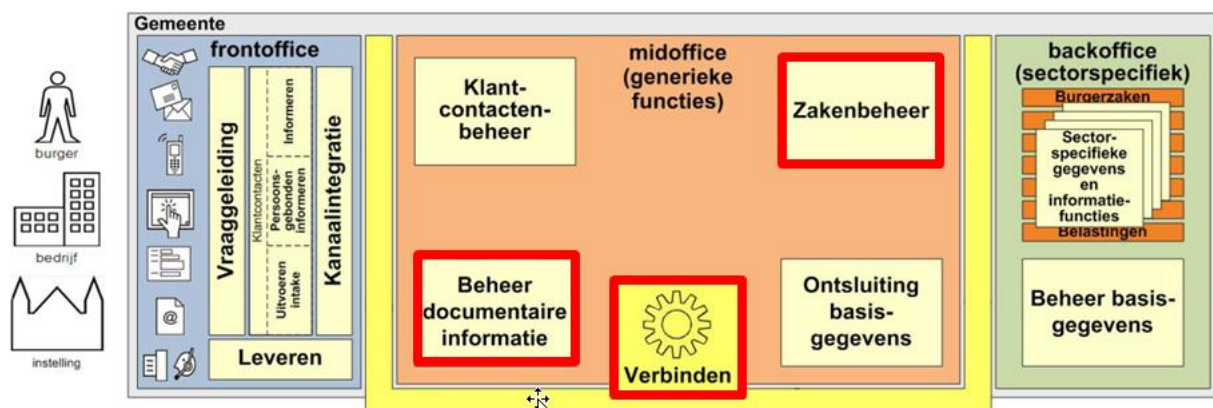 Gemeente
burger
bedrijf
instelling
frontoffice
@
Vraaggeleiding
Klantcontacten
Informeren
Persoons-
gebonden
informeren
Uitvoeren
intake
Kanaalintegratie
Leveren
midoffice
(generieke
functies)
Klant-
contacten-
beheer
Zakenbeheer
Beheer
documentaire
informatie
Verbinden
Ontsluiting
basis-
gegevens
backoffice
(sectorspecifiek)
Burgerzaken
Sector-
specifieke
gegevens
en
informatie-
functies
Belastingen
Beheer basis-
gegevens